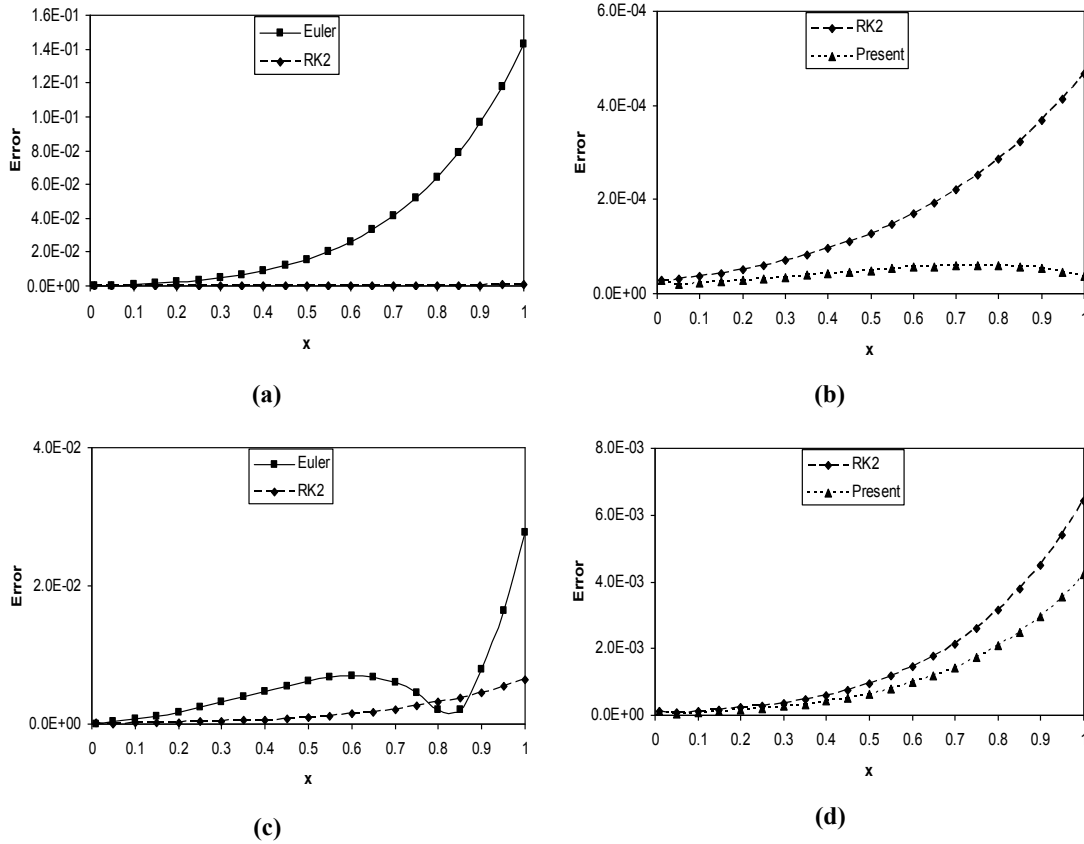 1.6E-01
1.4E-01
1.2E-01
1.0E-01
8.0E-02
6.0E-02
4.0E-02
2.0E-02
0.0E+00
Error
Euler
RK2
0 0.1 0.2 0.3 0.4 0.5 0.6 0.7 0.8 0.9 1
x
(a)
6.0E-04
4.0E-04
2.0E-04
0.0E+00
Error
RK2
Present
0 0.1 0.2 0.3 0.4 0.5 0.6 0.7 0.8 0.9 1
x
(b)
4.0E-02
2.0E-02
0.0E+00
Error
Euler
RK2
0 0.1 0.2 0.3 0.4 0.5 0.6 0.7 0.8 0.9 1
x
(c)
8.0E-03
6.0E-03
4.0E-03
2.0E-03
0.0E+00
Error
RK2
Present
0 0.1 0.2 0.3 0.4 0.5 0.6 0.7 0.8 0.9 1
x
(d)